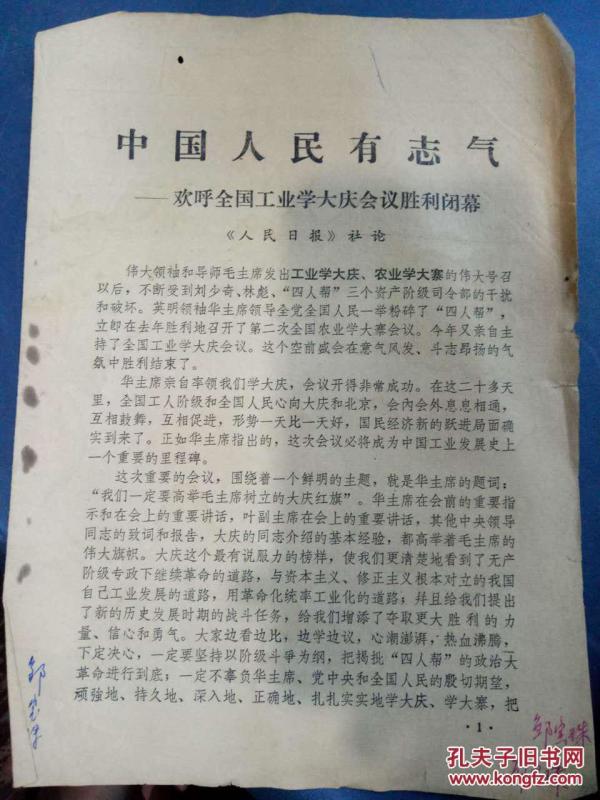 中国人民有志气
——欢呼全国工业学大庆会议胜利闭幕
《人民日报》社论
伟大领袖和导师毛主席发出工业学大庆、农业学大寨的伟大号召
以后，不断受到刘少奇、林彪、“四人帮”三个资产阶级司令部的干扰
和破坏。英明领袖华主席领导全党全国人民一举粉碎了“四人帮”，
立即在去年胜利地召开了第二次全国农业学大寨会议。今年又亲自主
持了全国工业学大庆会议。这个空前盛会在意气风发、斗志昂扬的气
氛中胜利结束了。
华主席亲自率领我们学大庆，会议开得非常成功。在这二十多天
里，全国工人阶级和全国人民心向大庆和北京，会内会外息息相通，
互相鼓舞，互相促进，形势一天比一天好，国民经济新的跃进局面确
实到来了。正如华主席指出的，这次会议必将成为中国工业发展史上
一个重要的里程碑。
这次重要的会议，围绕着一个鲜明的主题，就是华主席的题词：
“我们一定要高举毛主席树立的大庆红旗”。华主席在会前的重要指
示和在会上的重要讲话，叶副主席在会上的重要讲话，其他中央领导
同志的致词和报告，大庆的同志介绍的基本经验，都高举着毛主席的
伟大旗帜。大庆这个最有说服力的榜样，使我们更清楚地看到了无产
阶级专政下继续革命的道路，与资本主义、修正主义根本对立的我国
自己工业发展的道路，用革命化统率工业化的道路；并且给我们提出
了新的历史发展时期的战斗任务，给我们增添了夺取更大胜利的力
量、信心和勇气。大家边看边比，边学边议，心潮澎湃，热血沸腾，
下定决心，一定要坚持以阶级斗争为纲，把揭批“四人帮”的政治大
革命进行到底；一定不辜负华主席、党中央和全国人民的殷切期望，
顽强地、持久地、深入地、正确地、扎扎实实地学大庆、学大寨，把
·1·
孔夫子旧书网
www.kongfz.com